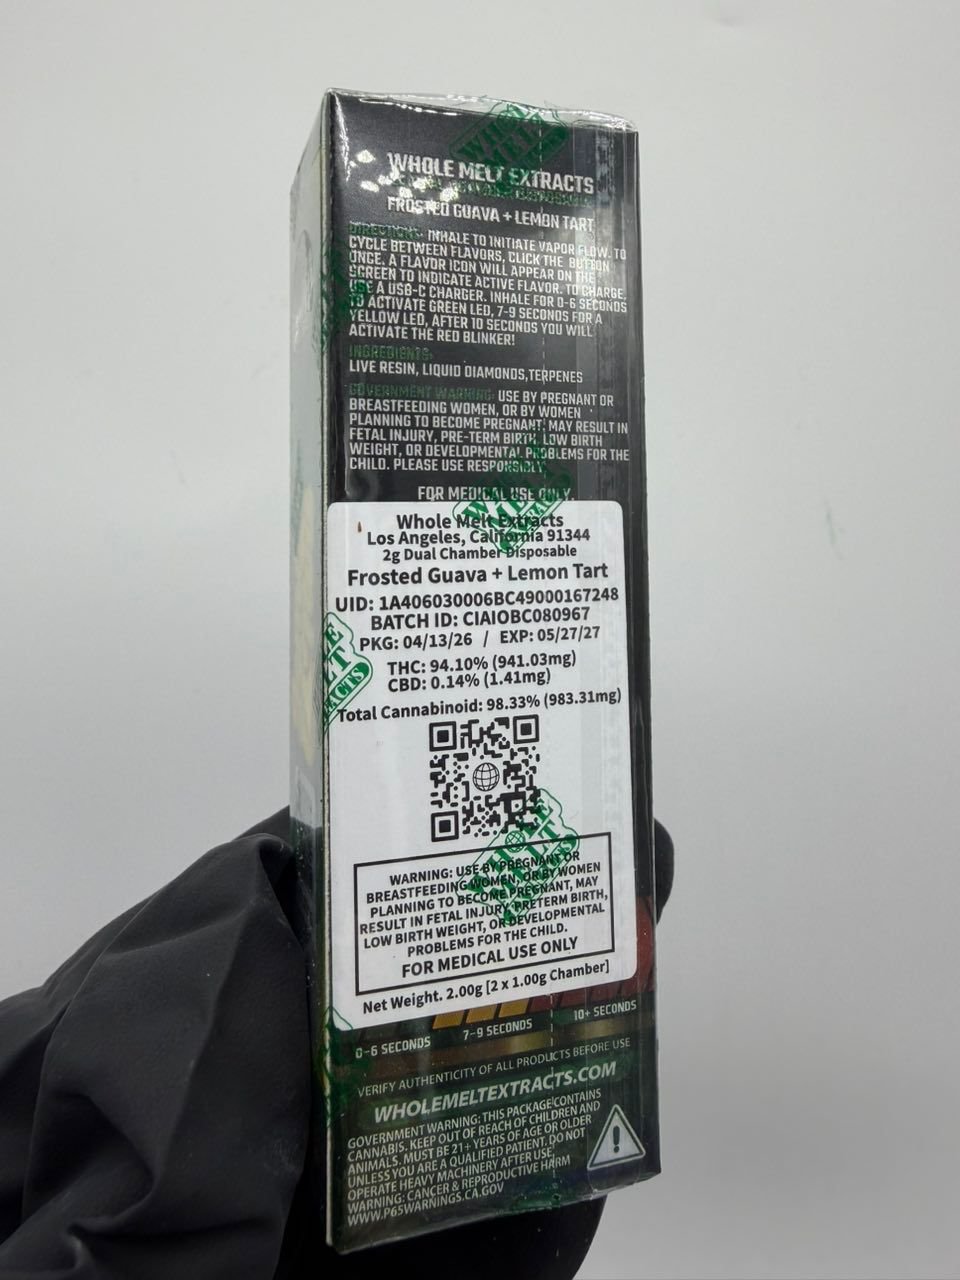 WHOLE MELT EXTRACTS
FROSTED GUAVA + LEMON TART
DIRECTIONS: INHALE TO INITIATE VAPOR FLOW. TO
CYCLE BETWEEN FLAVORS, CLICK THE BUTTON
ONCE. A FLAVOR ICON WILL APPEAR ON THE
SCREEN TO INDICATE ACTIVE FLAVOR. TO CHARGE,
USE A USB-C CHARGER. INHALE FOR 0-6 SECONDS
TO ACTIVATE GREEN LED, 7-9 SECONDS FOR A
YELLOW LED, AFTER 10 SECONDS YOU WILL
ACTIVATE THE RED BLINKER!
INGREDIENTS:
LIVE RESIN, LIQUID DIAMONDS,TERPENES
GOVERNMENT WARNING: USE BY PREGNANT OR
BREASTFEEDING WOMEN, OR BY WOMEN
PLANNING TO BECOME PREGNANT, MAY RESULT IN
FETAL INJURY, PRE-TERM BIRTH, LOW BIRTH
WEIGHT, OR DEVELOPMENTAL PROBLEMS FOR THE
CHILD. PLEASE USE RESPONSIBLY.
FOR MEDICAL USE ONLY.
Whole Melt Extracts
Los Angeles, California 91344
2g Dual Chamber Disposable
Frosted Guava + Lemon Tart
UID: 1A406030006BC49000167248
BATCH ID: CIAIOBC080967
PKG: 04/13/26 / EXP: 05/27/27
THC: 94.10% (941.03mg)
CBD: 0.14% (1.41mg)
Total Cannabinoid: 98.33% (983.31mg)
WARNING: USE BY PREGNANT OR
BREASTFEEDING WOMEN, OR BY WOMEN
PLANNING TO BECOME PREGNANT, MAY
RESULT IN FETAL INJURY, PRETERM BIRTH,
LOW BIRTH WEIGHT, OR DEVELOPMENTAL
PROBLEMS FOR THE CHILD.
FOR MEDICAL USE ONLY
Net Weight. 2.00g [2 x 1.00g Chamber]
0-6 SECONDS 7-9 SECONDS 10+ SECONDS
VERIFY AUTHENTICITY OF ALL PRODUCTS BEFORE USE
WHOLEMELTEXTRACTS.COM
GOVERNMENT WARNING: THIS PACKAGE CONTAINS
CANNABIS. KEEP OUT OF REACH OF CHILDREN AND
ANIMALS. MUST BE 21+ YEARS OF AGE OR OLDER
UNLESS YOU ARE A QUALIFIED PATIENT. DO NOT
OPERATE HEAVY MACHINERY AFTER USE.
WARNING: CANCER & REPRODUCTIVE HARM
WWW.P65WARNINGS.CA.GOV